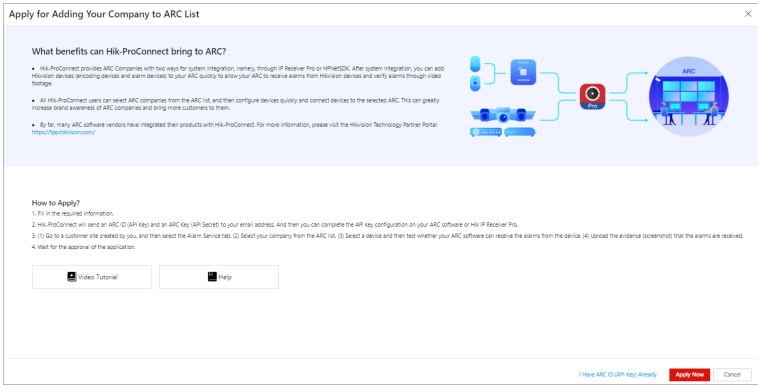 Apply for Adding Your Company to ARC List
What benefits can Hik-ProConnect bring to ARC?
• Hik-ProConnect provides ARC Companies with two ways for system integration, namely, through IP Receiver Pro or HPNetSDK. After system integration, you can add
Hikvision devices (encoding devices and alarm devices) to your ARC quickly to allow your ARC to receive alarms from Hikvision devices and verify alarms through video
footage.
• All Hik-ProConnect users can select ARC companies from the ARC list, and then configure devices quickly and connect devices to the selected ARC. This can greatly
increase brand awareness of ARC companies and bring more customers to them.
• By far, many ARC software vendors have integrated their products with Hik-ProConnect. For more information, please visit the Hikvision Technology Partner Portal:
https://tpp.hikvision.com/
Pro
ARC
How to Apply?
1. Fill in the required information.
2. Hik-ProConnect will send an ARC ID (API Key) and an ARC Key (API Secret) to your email address. And then you can complete the API key configuration on your ARC software or Hik IP Receiver Pro.
3. (1) Go to a customer site created by you, and then select the Alarm Service tab. (2) Select your company from the ARC list. (3) Select a device and then test whether your ARC software can receive the alarms from the device. (4) Upload the evidence (screenshot) that the alarms are received.
4. Wait for the approval of the application.
Video Tutorial
Help
I Have ARC ID (API Key) Already
Apply Now
Cancel